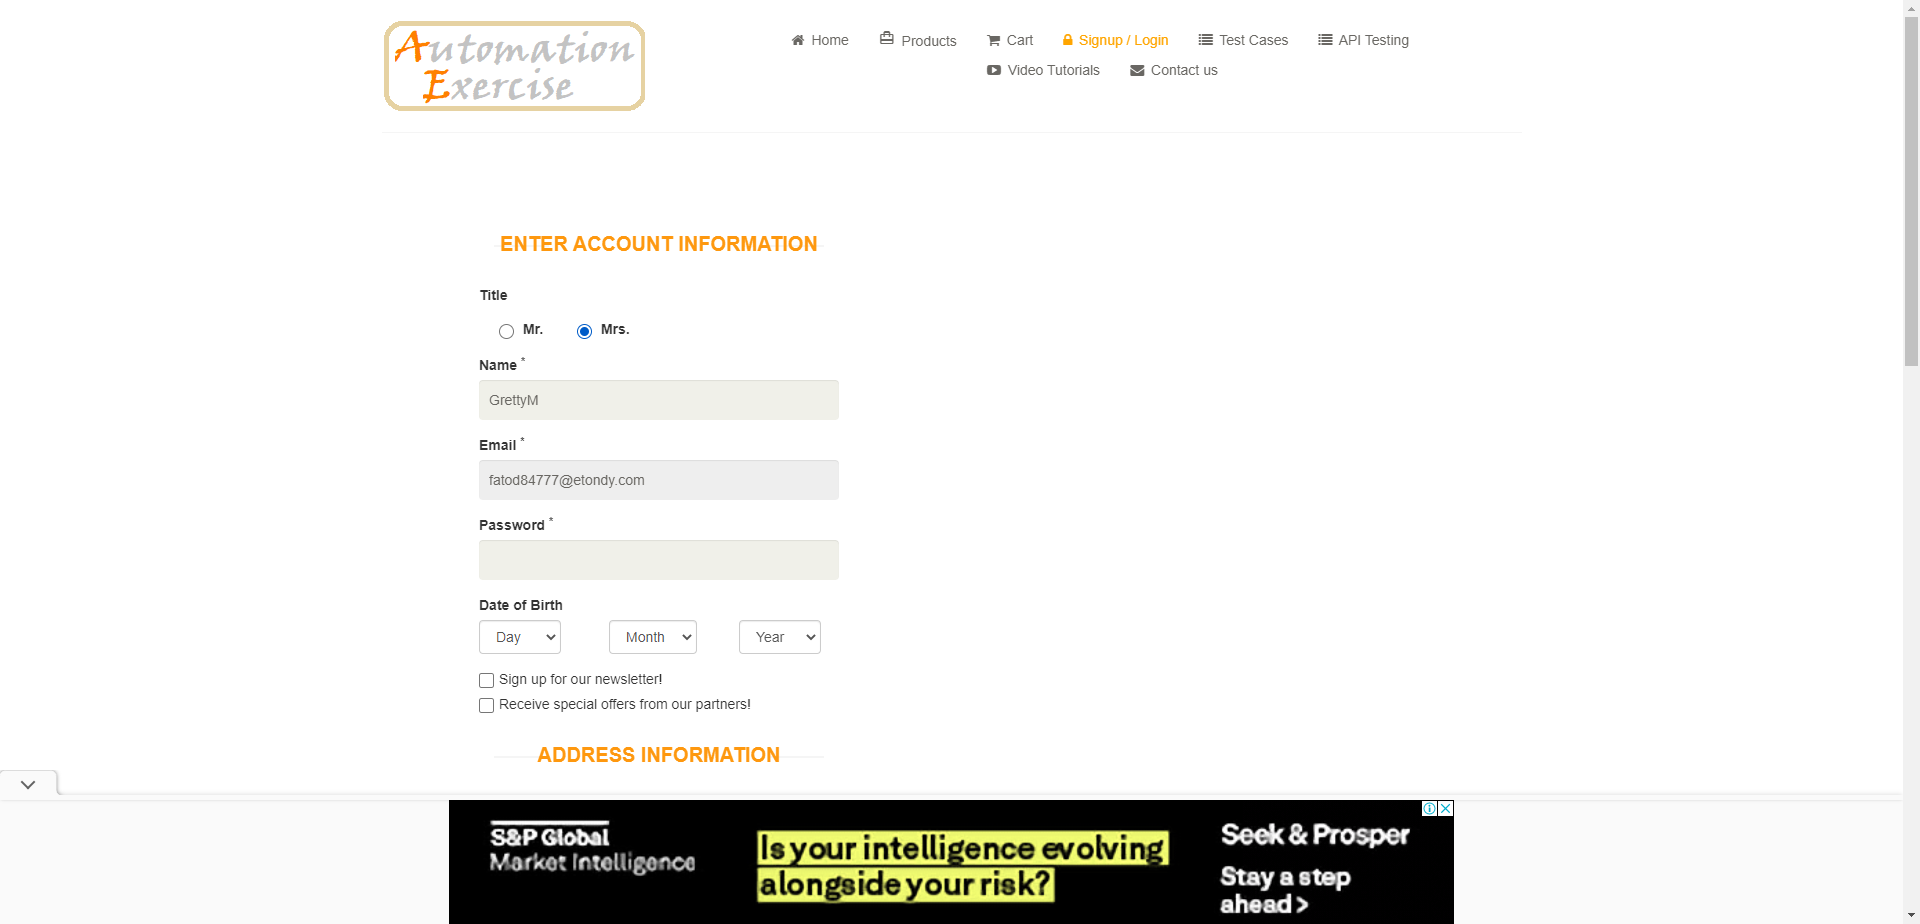 Automation
Exercise
Home
Products
Cart
Signup / Login
Test Cases
API Testing
Video Tutorials
Contact us
ENTER ACCOUNT INFORMATION
Title
Mr.
Mrs.
Name *
GrettyM
Email *
fatod84777@etondy.com
Password *
Date of Birth
Day
Month
Year
Sign up for our newsletter!
Receive special offers from our partners!
ADDRESS INFORMATION
S&P Global
Market Intelligence
Is your intelligence evolving
alongside your risk?
Seek & Prosper
Stay a step
ahead >